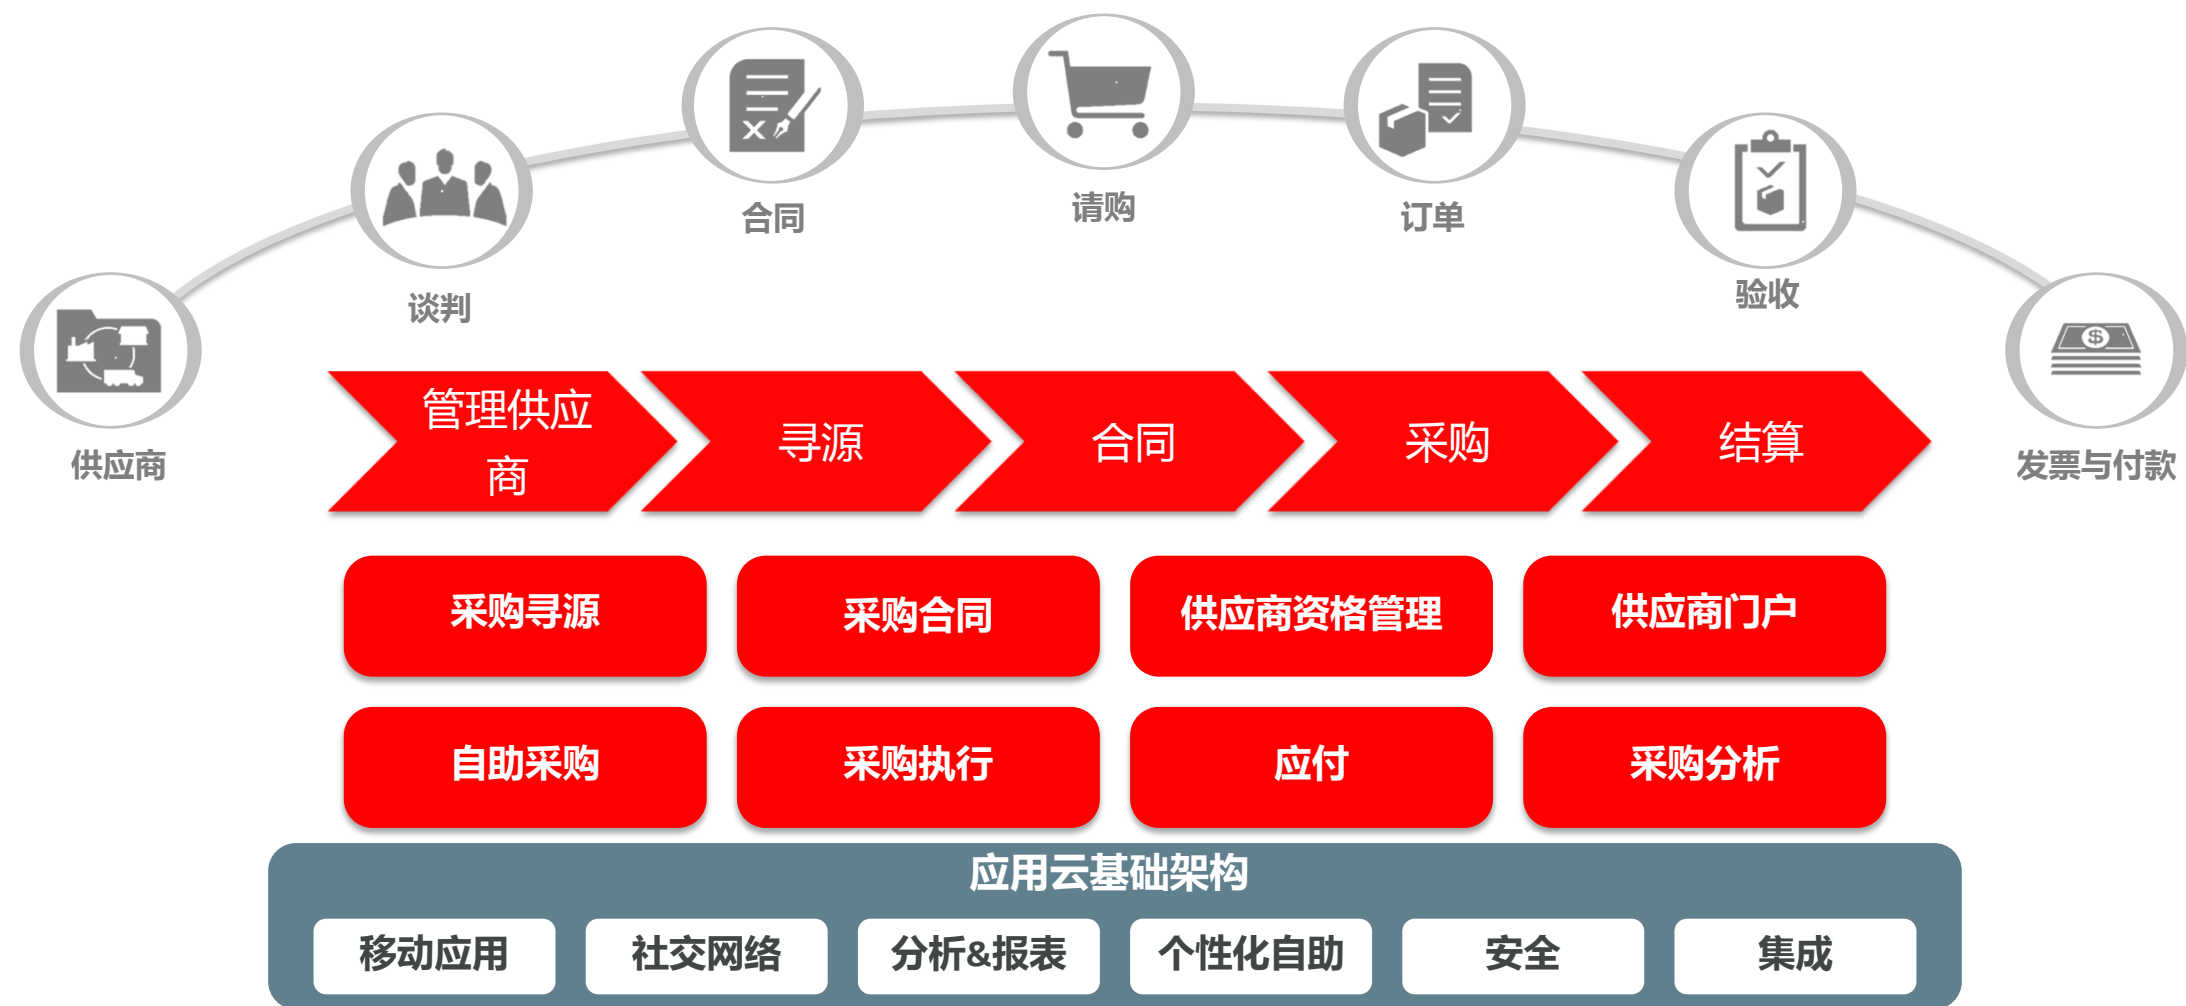 供应商
谈判
合同
请购
订单
验收
发票与付款
管理供应
商
寻源
合同
采购
结算
采购寻源
采购合同
供应商资格管理
供应商门户
自助采购
采购执行
应付
采购分析
应用云基础架构
移动应用
社交网络
分析&报表
个性化自助
安全
集成